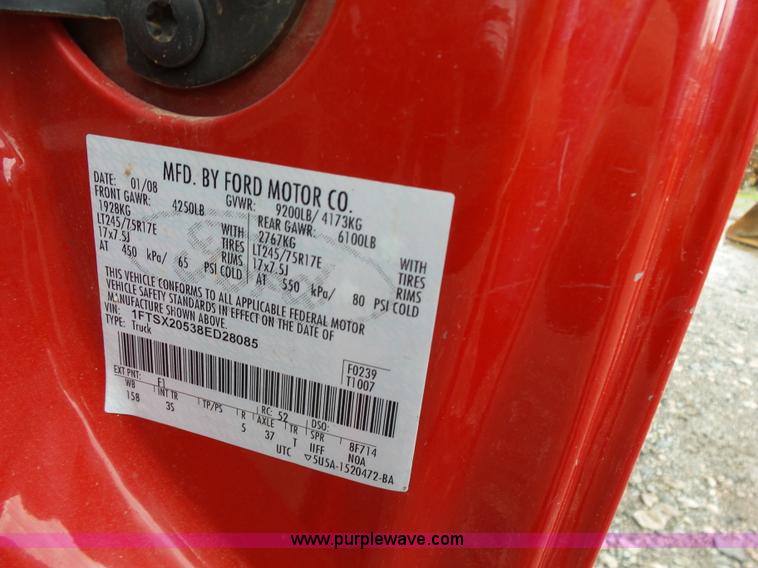 MFD. BY FORD MOTOR CO.
DATE: 01/08 GVWR: 9200LB/ 4173KG
FRONT GAWR: 4250LB REAR GAWR: 6100LB
1928KG WITH 2767KG WITH
LT245/75R17E TIRES LT245/75R17E TIRES
17x7.5J RIMS 17x7.5J RIMS
AT 450 kPa/ 65 PSI COLD AT 550 kPa/ 80 PSI COLD
THIS VEHICLE CONFORMS TO ALL APPLICABLE FEDERAL MOTOR
VEHICLE SAFETY STANDARDS IN EFFECT ON THE DATE OF
MANUFACTURE SHOWN ABOVE.
VIN: 1FTSX20538ED28085
TYPE: Truck
F0239
T1007
EXT PNT: F1 RC: 52 DSO:
WB INT TR TP/PS R AXLE TR SPR 8F714
158 3S 5 37 T IIFF NOA
UTC ▽5U5A-1520472-BA
Ford
www.purplewave.com